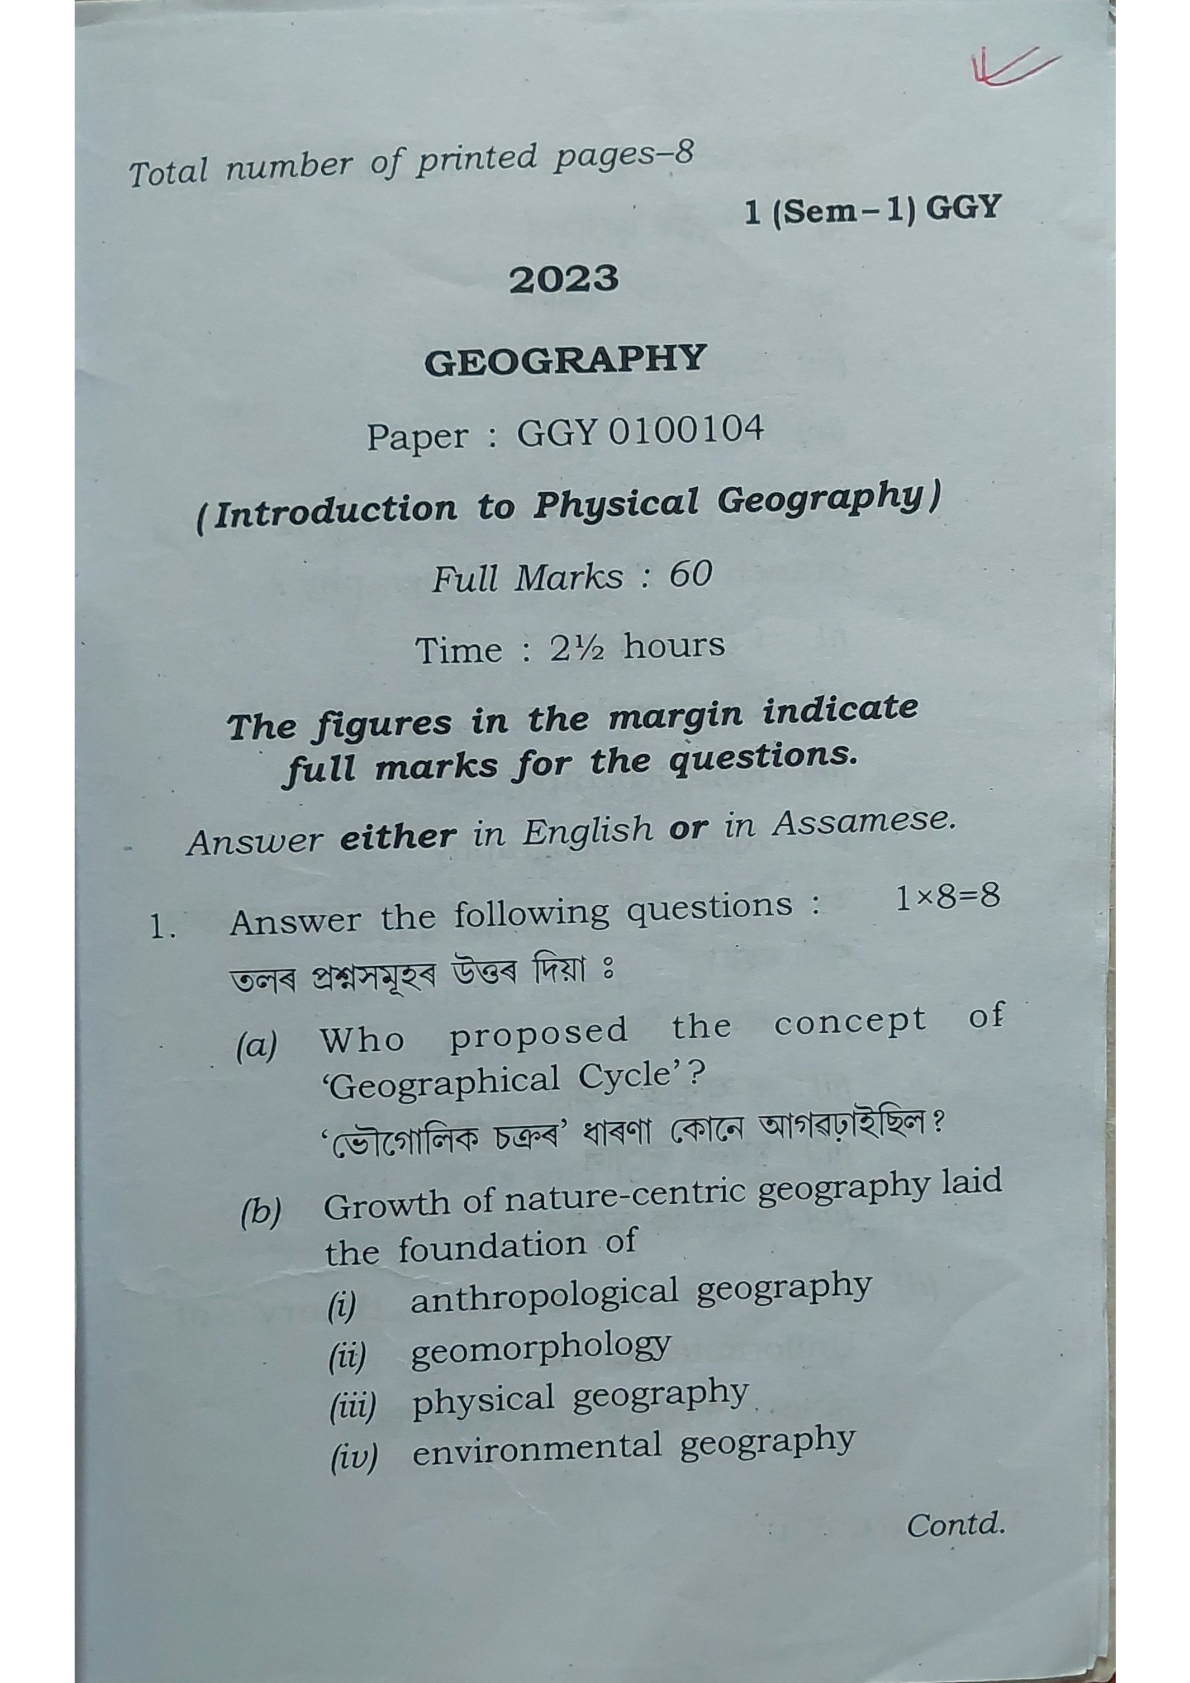 Total number of printed pages–8
1 (Sem–1) GGY
2023
GEOGRAPHY
Paper : GGY 0100104
(Introduction to Physical Geography)
Full Marks : 60
Time : 2½ hours
The figures in the margin indicate
full marks for the questions.
Answer either in English or in Assamese.
1. Answer the following questions : 1×8=8
তলৰ প্ৰশ্নসমূহৰ উত্তৰ দিয়া ঃ
(a) Who proposed the concept of
‘Geographical Cycle’?
‘ভৌগোলিক চক্ৰৰ’ ধাৰণা কোনে আগবঢ়াইছিল?
(b) Growth of nature-centric geography laid
the foundation of
(i) anthropological geography
(ii) geomorphology
(iii) physical geography
(iv) environmental geography
Contd.